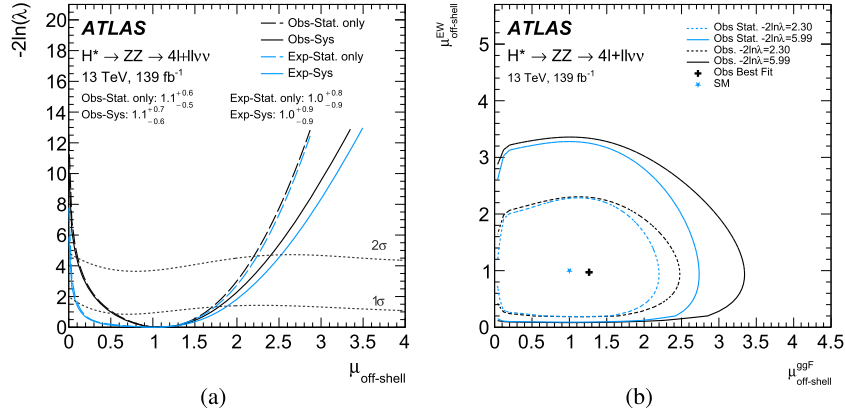 -2ln(λ)
20
18
16
14
12
10
8
6
4
2
0
ATLAS
H* → ZZ → 4l+llνν
13 TeV, 139 fb⁻¹
Obs-Stat. only: 1.1 +0.6 −0.5
Obs-Sys: 1.1 +0.7 −0.6
Obs-Stat. only
Obs-Sys
Exp-Stat. only
Exp-Sys
Exp-Stat. only: 1.0 +0.8 −0.9
Exp-Sys: 1.0 +0.9 −0.9
2σ
1σ
0 0.5 1 1.5 2 2.5 3 3.5 4
μ off-shell
(a)
μ EW off-shell
5
4
3
2
1
0
ATLAS
H* → ZZ → 4l+llνν
13 TeV, 139 fb⁻¹
Obs Stat. -2lnλ=2.30
Obs Stat. -2lnλ=5.99
Obs. -2lnλ=2.30
Obs. -2lnλ=5.99
Obs Best Fit
SM
0 0.5 1 1.5 2 2.5 3 3.5 4 4.5
μ ggF off-shell
(b)